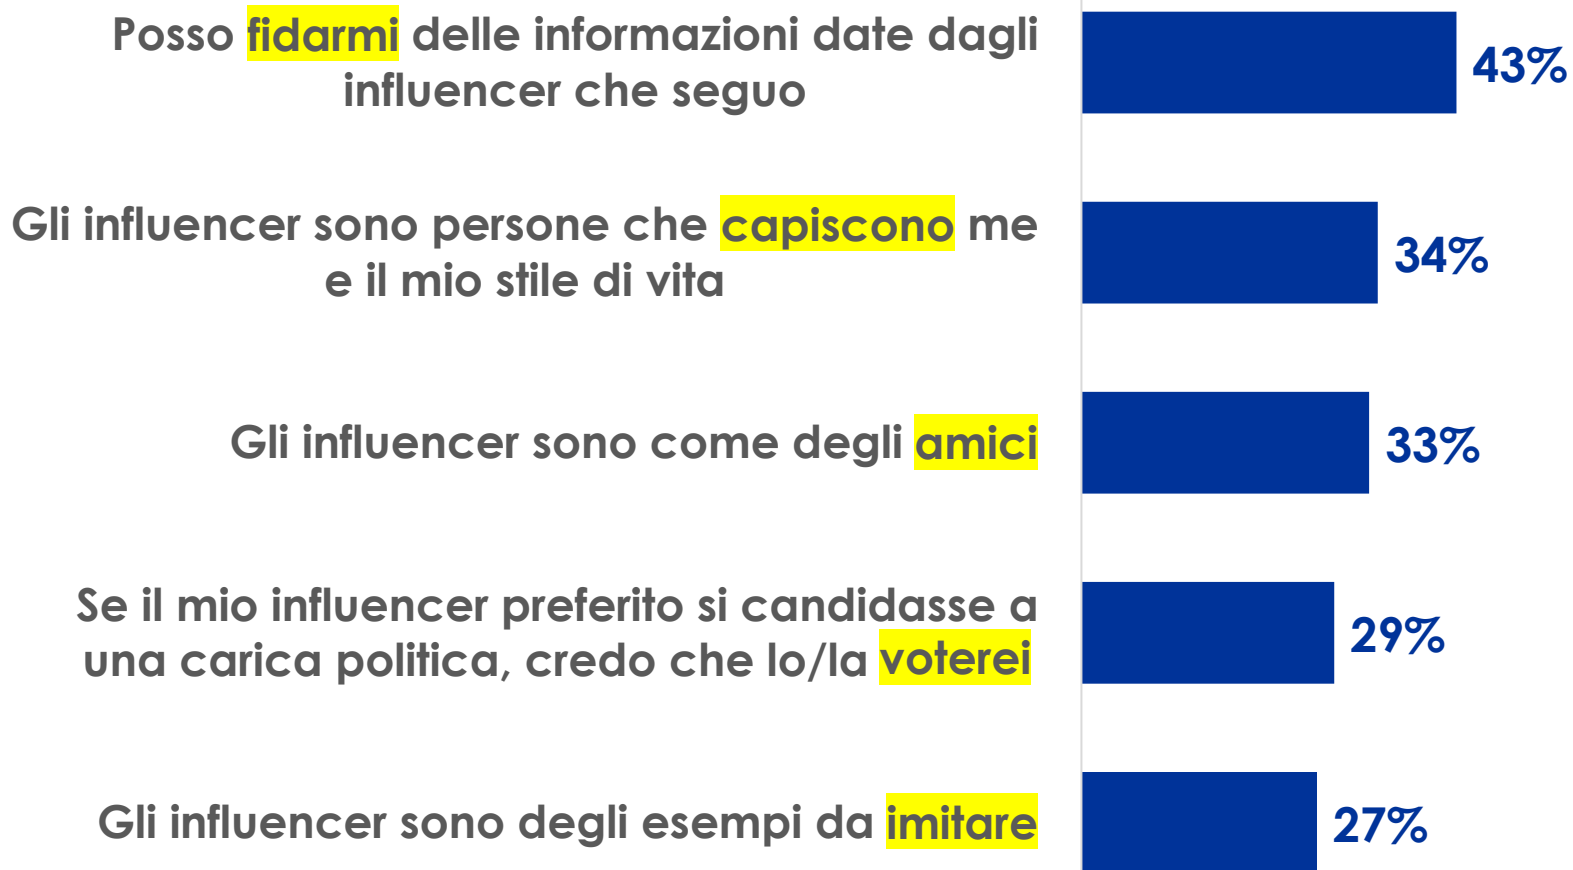 Posso fidarmi delle informazioni date dagli
influencer che seguo
43%
Gli influencer sono persone che capiscono me
e il mio stile di vita
34%
Gli influencer sono come degli amici
33%
Se il mio influencer preferito si candidasse a
una carica politica, credo che lo/la voterei
29%
Gli influencer sono degli esempi da imitare
27%